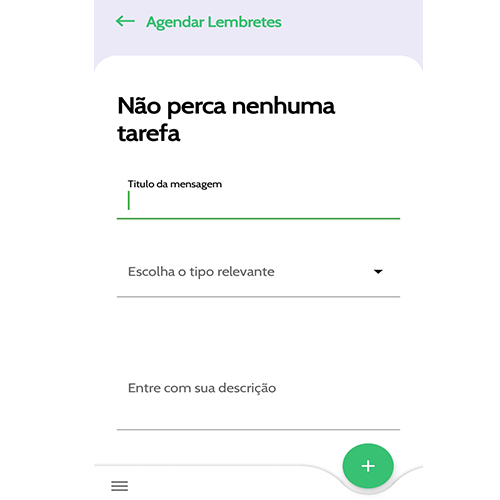 Agendar Lembretes
Não perca nenhuma
tarefa
Titulo da mensagem
Escolha o tipo relevante
Entre com sua descrição